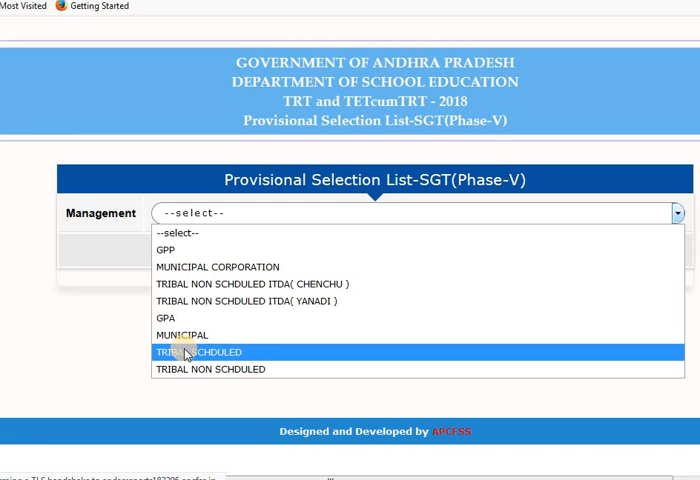 Most Visited Getting Started
GOVERNMENT OF ANDHRA PRADESH
DEPARTMENT OF SCHOOL EDUCATION
TRT and TETcumTRT - 2018
Provisional Selection List-SGT(Phase-V)
Provisional Selection List-SGT(Phase-V)
Management --select--
--select--
GPP
MUNICIPAL CORPORATION
TRIBAL NON SCHDULED ITDA( CHENCHU )
TRIBAL NON SCHDULED ITDA( YANADI )
GPA
MUNICIPAL
TRIBAL SCHDULED
TRIBAL NON SCHDULED
Designed and Developed by APCFSS